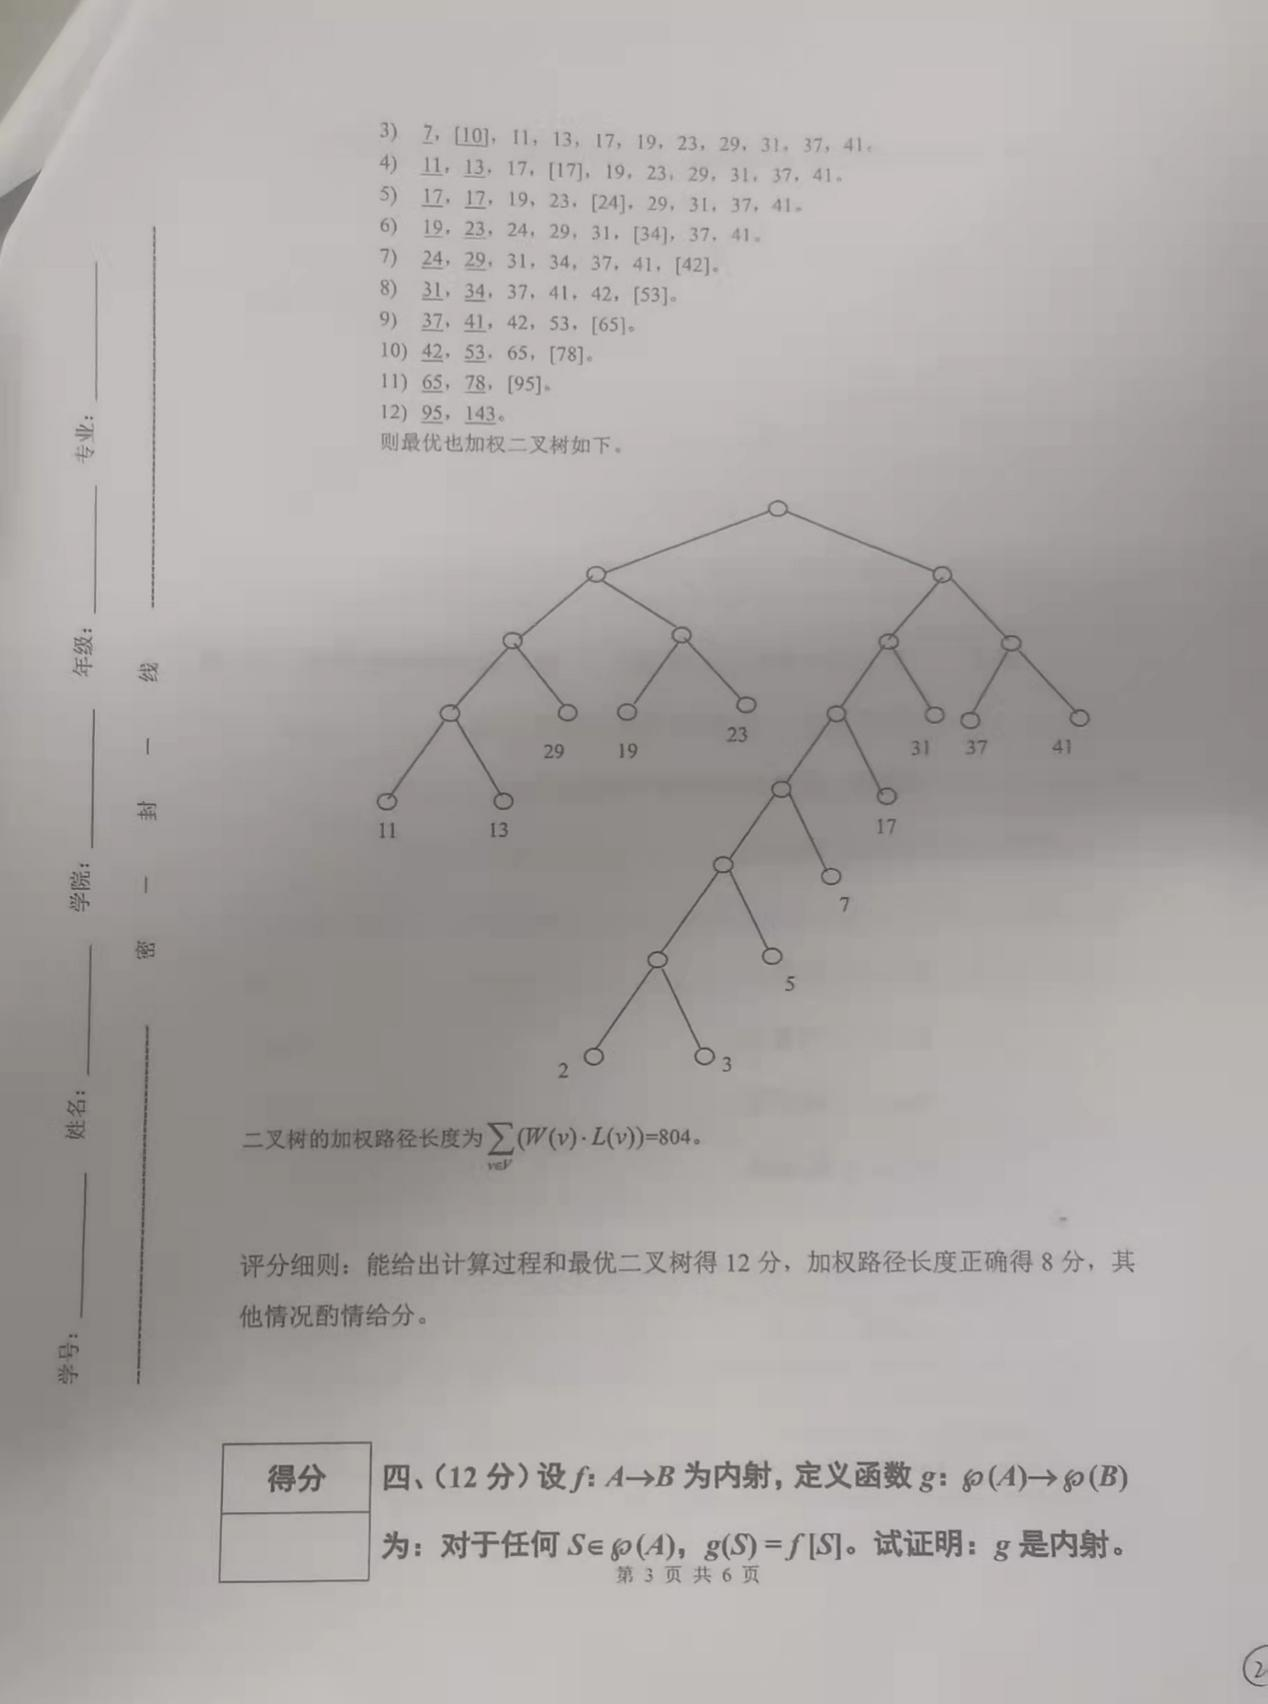 3) 7，[10]，11，13，17，19，23，29，31，37，41。
4) 11，13，17，[17]，19，23，29，31，37，41。
5) 17，17，19，23，[24]，29，31，37，41。
6) 19，23，24，29，31，[34]，37，41。
7) 24，29，31，34，37，41，[42]。
8) 31，34，37，41，42，[53]。
9) 37，41，42，53，[65]。
10) 42，53，65，[78]。
11) 65，78，[95]。
12) 95，143。
则最优也加权二叉树如下。
29 19 23 31 37 41
11 13 17
7
5
2 3
二叉树的加权路径长度为∑(W(v)·L(v))=804。
v∈V
评分细则：能给出计算过程和最优二叉树得 12 分，加权路径长度正确得 8 分，其
他情况酌情给分。
得分
四、（12 分）设 f：A→B 为内射，定义函数 g：℘(A)→℘(B)
为：对于任何 S∈℘(A)，g(S) = f [S]。试证明：g 是内射。
第 3 页 共 6 页
学号： 姓名： 学院： 年级： 专业：
密 — 封 — 线
2